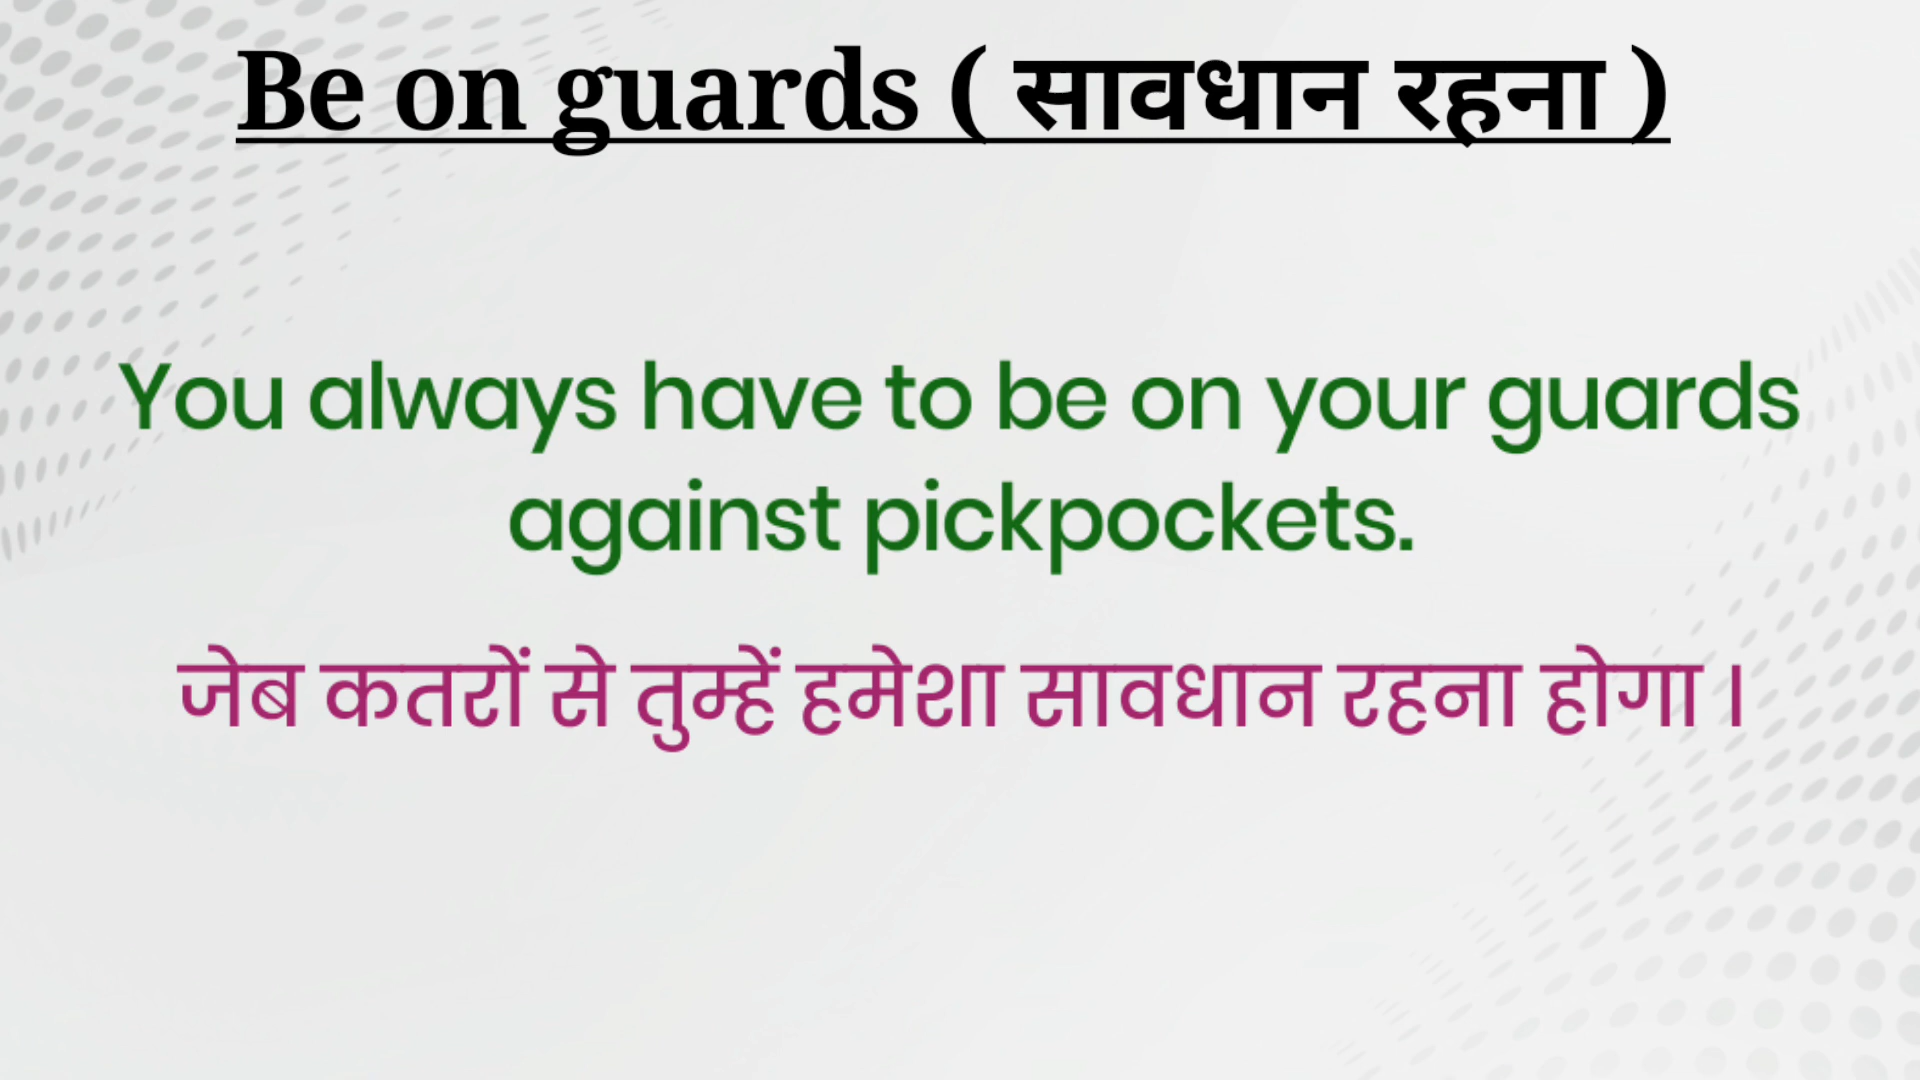 Be on guards ( सावधान रहना )
You always have to be on your guards
against pickpockets.
जेब कतरों से तुम्हें हमेशा सावधान रहना होगा ।